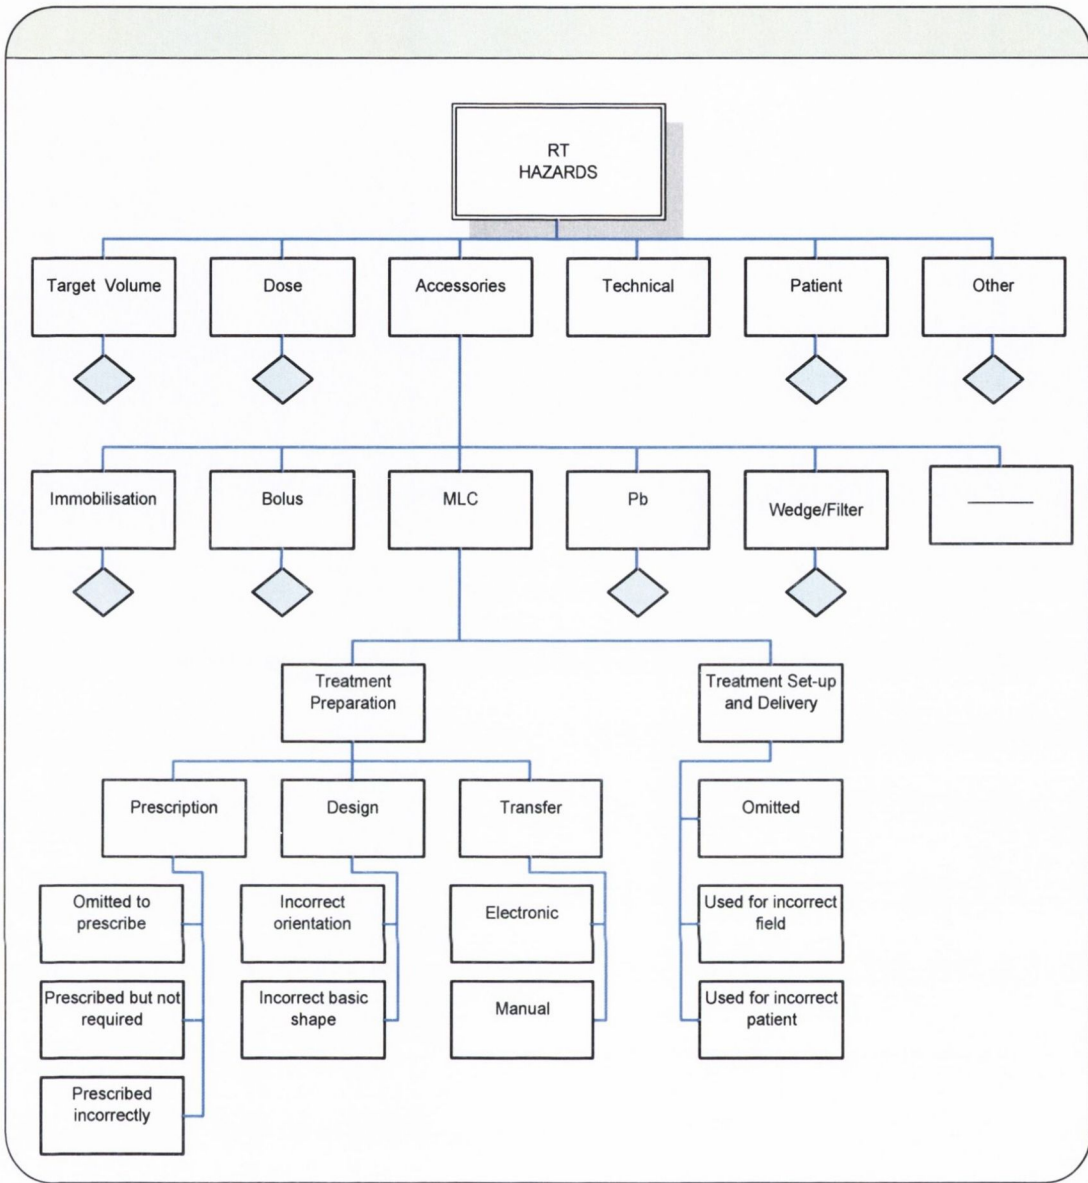 RT
HAZARDS
Target Volume
Dose
Accessories
Technical
Patient
Other
Immobilisation
Bolus
MLC
Pb
Wedge/Filter
Treatment
Preparation
Treatment Set-up
and Delivery
Prescription
Design
Transfer
Omitted
Omitted to
prescribe
Incorrect
orientation
Electronic
Used for incorrect
field
Prescribed but not
required
Incorrect basic
shape
Manual
Used for incorrect
patient
Prescribed
incorrectly